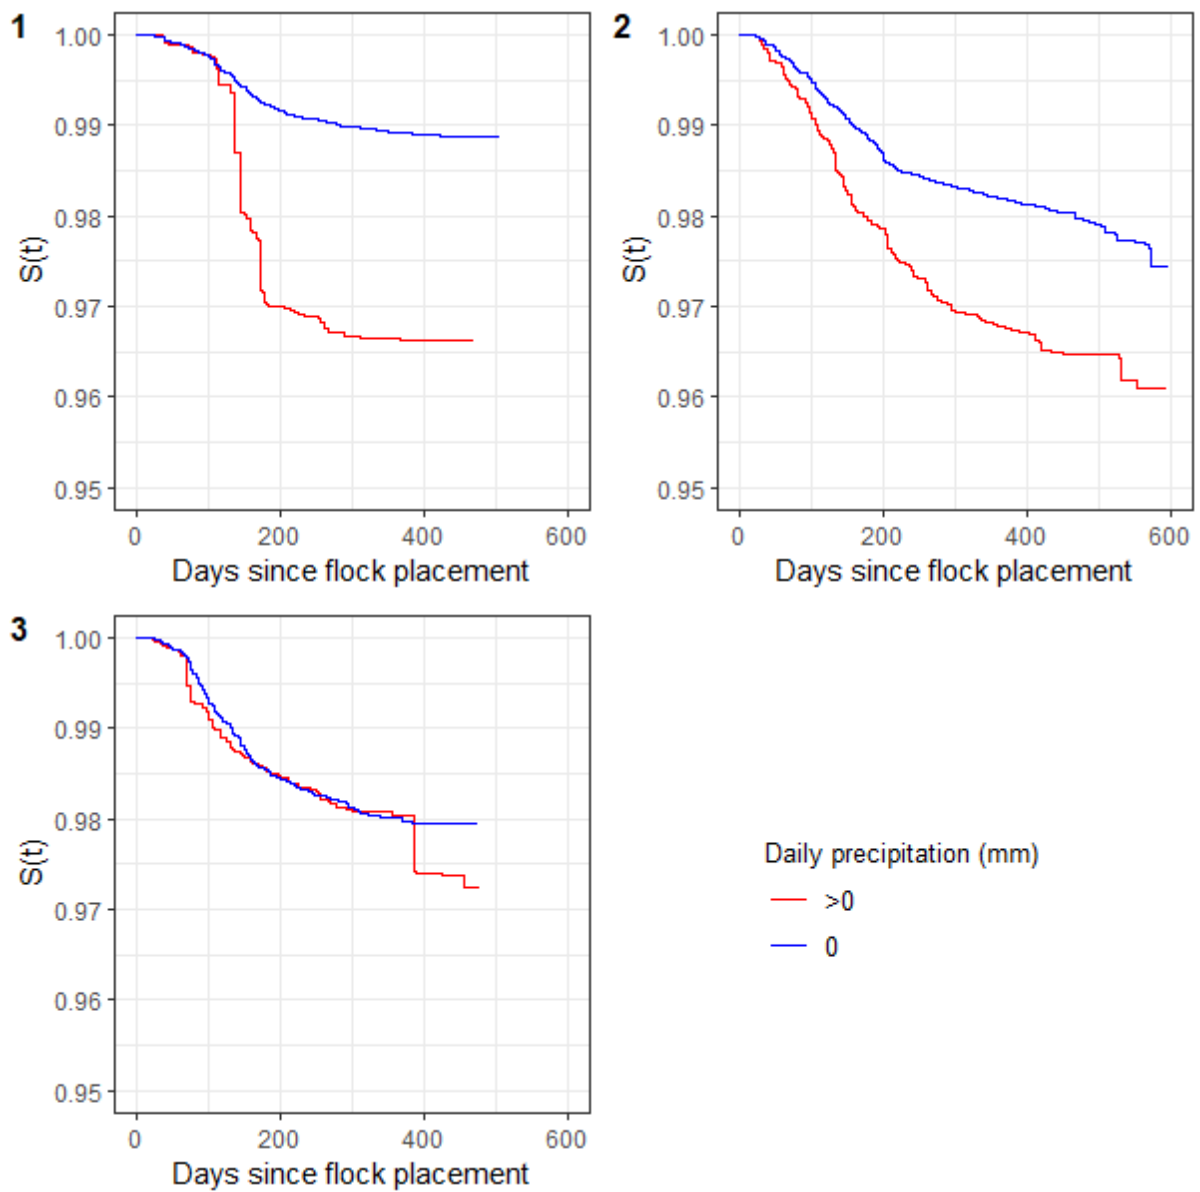 1
1.00
0.99
0.98
0.97
0.96
0.95
S(t)
0 200 400 600
Days since flock placement
2
1.00
0.99
0.98
0.97
0.96
0.95
S(t)
0 200 400 600
Days since flock placement
3
1.00
0.99
0.98
0.97
0.96
0.95
S(t)
0 200 400 600
Days since flock placement
Daily precipitation (mm)
>0
0